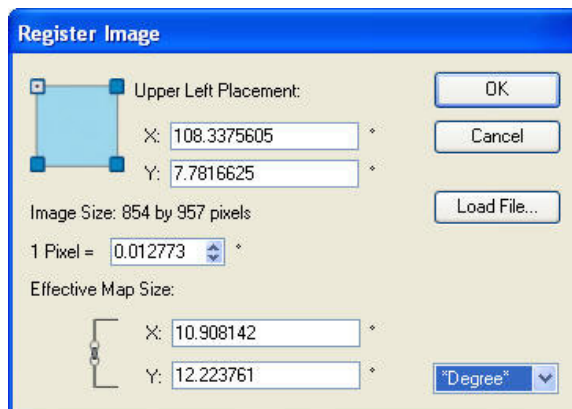 Register Image
Upper Left Placement:
OK
X: 108.3375605 °
Cancel
Y: 7.7816625 °
Image Size: 854 by 957 pixels
Load File...
1 Pixel = 0.012773 °
Effective Map Size:
X: 10.908142 °
Y: 12.223761 °
"Degree"